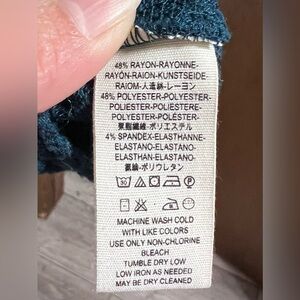 48% RAYON-RAYONNE-
RAYÓN-RAION-KUNSTSEIDE-
RAIOM-人造絲-レーヨン
48% POLYESTER-POLYESTER-
POLIÉSTER-POLIESTERE-
POLYESTER-POLÉSTER-
聚酯纖維-ポリエステル
4% SPANDEX-ELASTHANNE-
ELASTANO-ELASTANO-
ELASTHAN-ELASTANO-
氨綸-ポリウレタン
30
MACHINE WASH COLD
WITH LIKE COLORS
USE ONLY NON-CHLORINE
BLEACH
TUMBLE DRY LOW
LOW IRON AS NEEDED
MAY BE DRY CLEANED